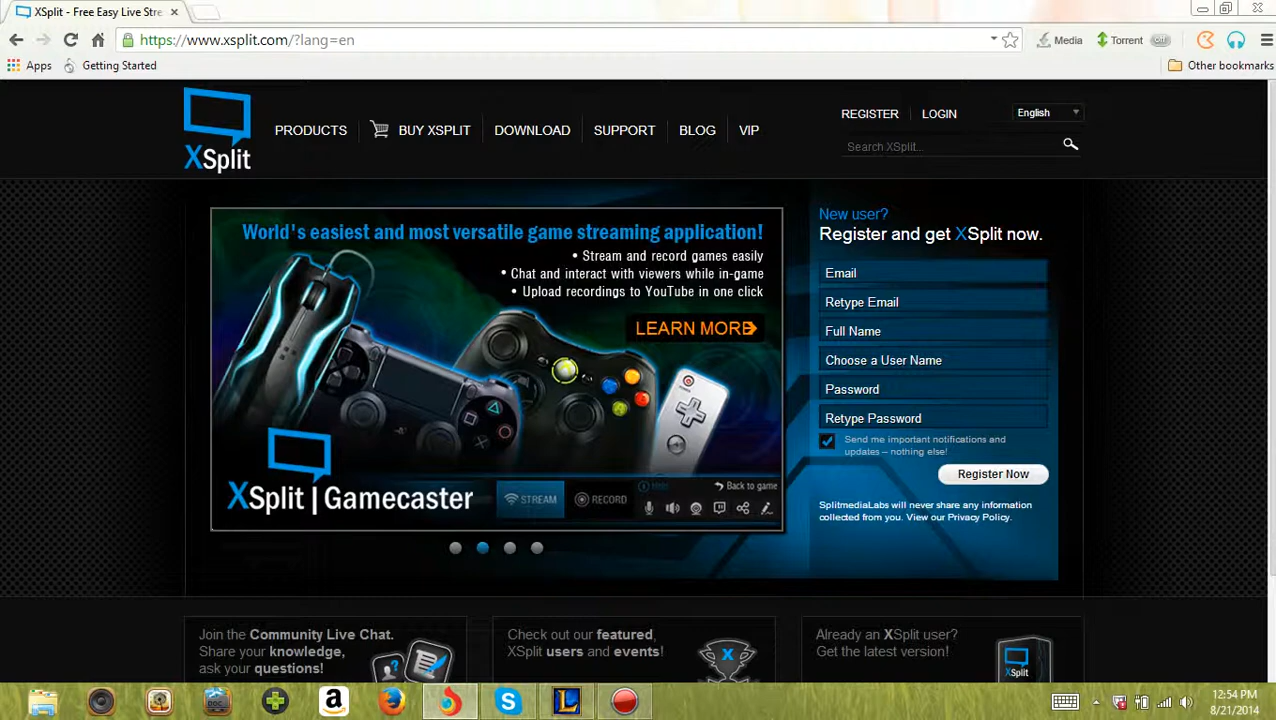 XSplit - Free Easy Live Stre
https://www.xsplit.com/?lang=en
Media
Torrent
Off
Apps
Getting Started
Other bookmarks
XSplit
PRODUCTS
BUY XSPLIT
DOWNLOAD
SUPPORT
BLOG
VIP
REGISTER
LOGIN
English
Search XSplit...
World's easiest and most versatile game streaming application!
• Stream and record games easily
• Chat and interact with viewers while in-game
• Upload recordings to YouTube in one click
LEARN MORE
XSplit | Gamecaster
STREAM
RECORD
Back to game
New user?
Register and get XSplit now.
Email
Retype Email
Full Name
Choose a User Name
Password
Retype Password
Send me important notifications and
updates – nothing else!
Register Now
SplitmediaLabs will never share any information
collected from you. View our Privacy Policy.
Join the Community Live Chat.
Share your knowledge,
ask your questions!
Check out our featured,
XSplit users and events!
X
Already an XSplit user?
Get the latest version!
XSplit
DOC
a
L
12:54 PM
8/21/2014